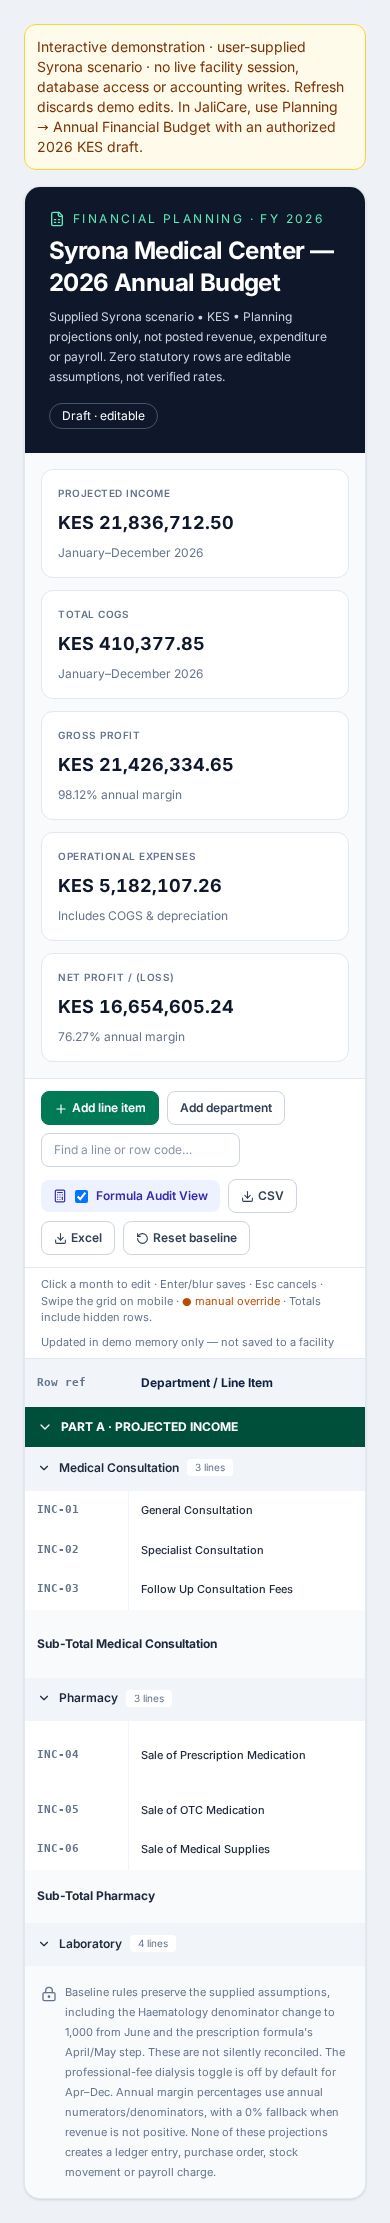 Interactive demonstration · user-supplied
Syrona scenario · no live facility session,
database access or accounting writes. Refresh
discards demo edits. In JaliCare, use Planning
→ Annual Financial Budget with an authorized
2026 KES draft.
FINANCIAL PLANNING · FY 2026
Syrona Medical Center —
2026 Annual Budget
Supplied Syrona scenario • KES • Planning
projections only, not posted revenue, expenditure
or payroll. Zero statutory rows are editable
assumptions, not verified rates.
Draft · editable
PROJECTED INCOME
KES 21,836,712.50
January–December 2026
TOTAL COGS
KES 410,377.85
January–December 2026
GROSS PROFIT
KES 21,426,334.65
98.12% annual margin
OPERATIONAL EXPENSES
KES 5,182,107.26
Includes COGS & depreciation
NET PROFIT / (LOSS)
KES 16,654,605.24
76.27% annual margin
Add line item
Add department
Find a line or row code...
Formula Audit View
CSV
Excel
Reset baseline
Click a month to edit · Enter/blur saves · Esc cancels ·
Swipe the grid on mobile · ● manual override · Totals
include hidden rows.
Updated in demo memory only — not saved to a facility
Row ref Department / Line Item
PART A · PROJECTED INCOME
Medical Consultation 3 lines
INC-01 General Consultation
INC-02 Specialist Consultation
INC-03 Follow Up Consultation Fees
Sub-Total Medical Consultation
Pharmacy 3 lines
INC-04 Sale of Prescription Medication
INC-05 Sale of OTC Medication
INC-06 Sale of Medical Supplies
Sub-Total Pharmacy
Laboratory 4 lines
Baseline rules preserve the supplied assumptions,
including the Haematology denominator change to
1,000 from June and the prescription formula's
April/May step. These are not silently reconciled. The
professional-fee dialysis toggle is off by default for
Apr–Dec. Annual margin percentages use annual
numerators/denominators, with a 0% fallback when
revenue is not positive. None of these projections
creates a ledger entry, purchase order, stock
movement or payroll charge.